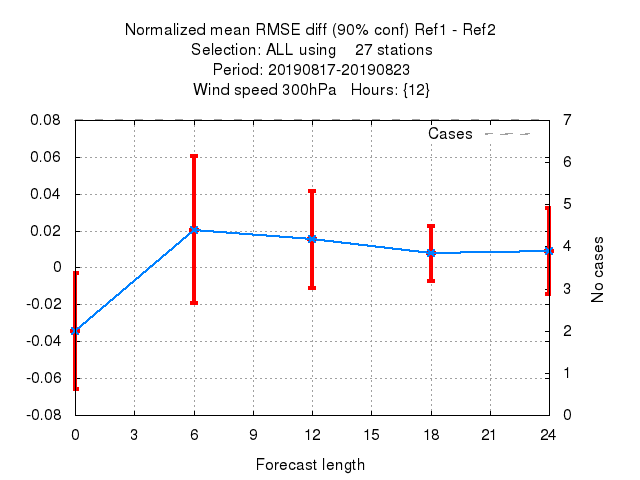 Normalized mean RMSE diff (90% conf) Ref1 - Ref2
Selection: ALL using    27 stations
Period: 20190817-20190823
Wind speed 300hPa   Hours: {12}
0.08
0.06
0.04
0.02
0
-0.02
-0.04
-0.06
-0.08
Cases
7
6
5
4
3
2
1
0
No cases
0 3 6 9 12 15 18 21 24
Forecast length